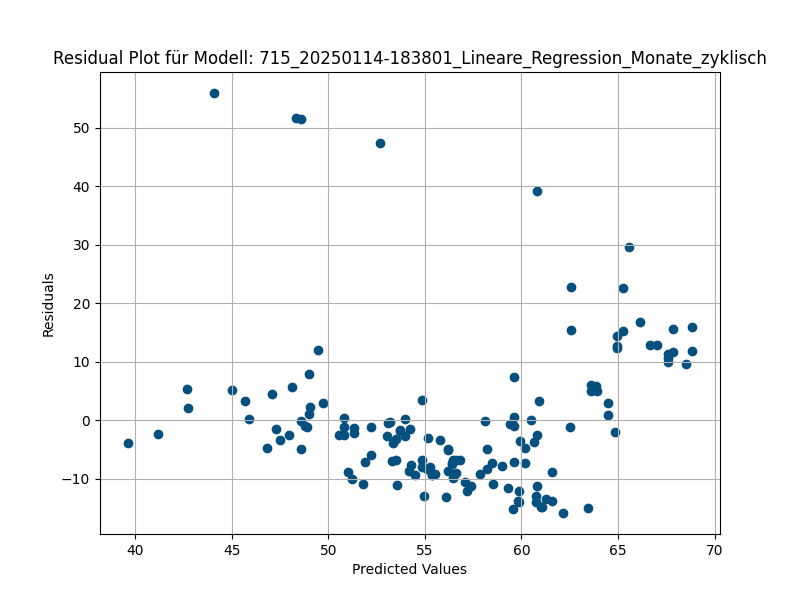 Residual Plot für Modell: 715_20250114-183801_Lineare_Regression_Monate_zyklisch
50
40
30
20
10
0
−10
Residuals
40 45 50 55 60 65 70
Predicted Values